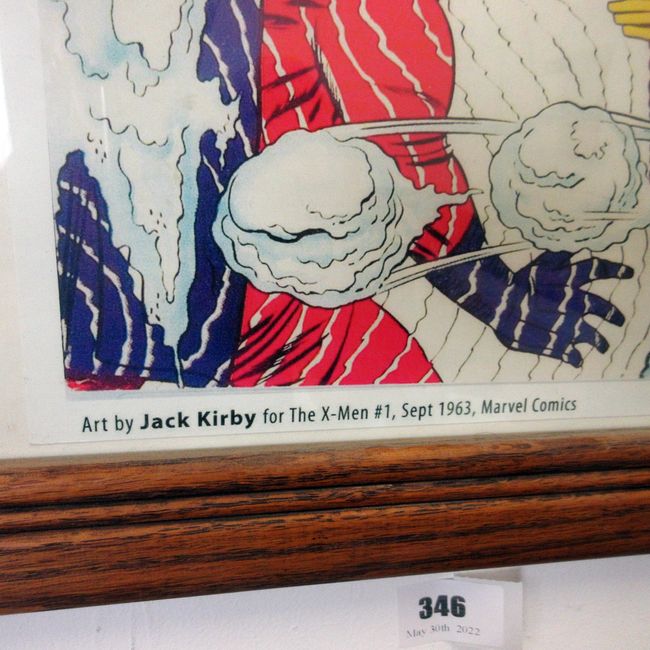 Art by Jack Kirby for The X-Men #1, Sept 1963, Marvel Comics
346
May 30th 2022